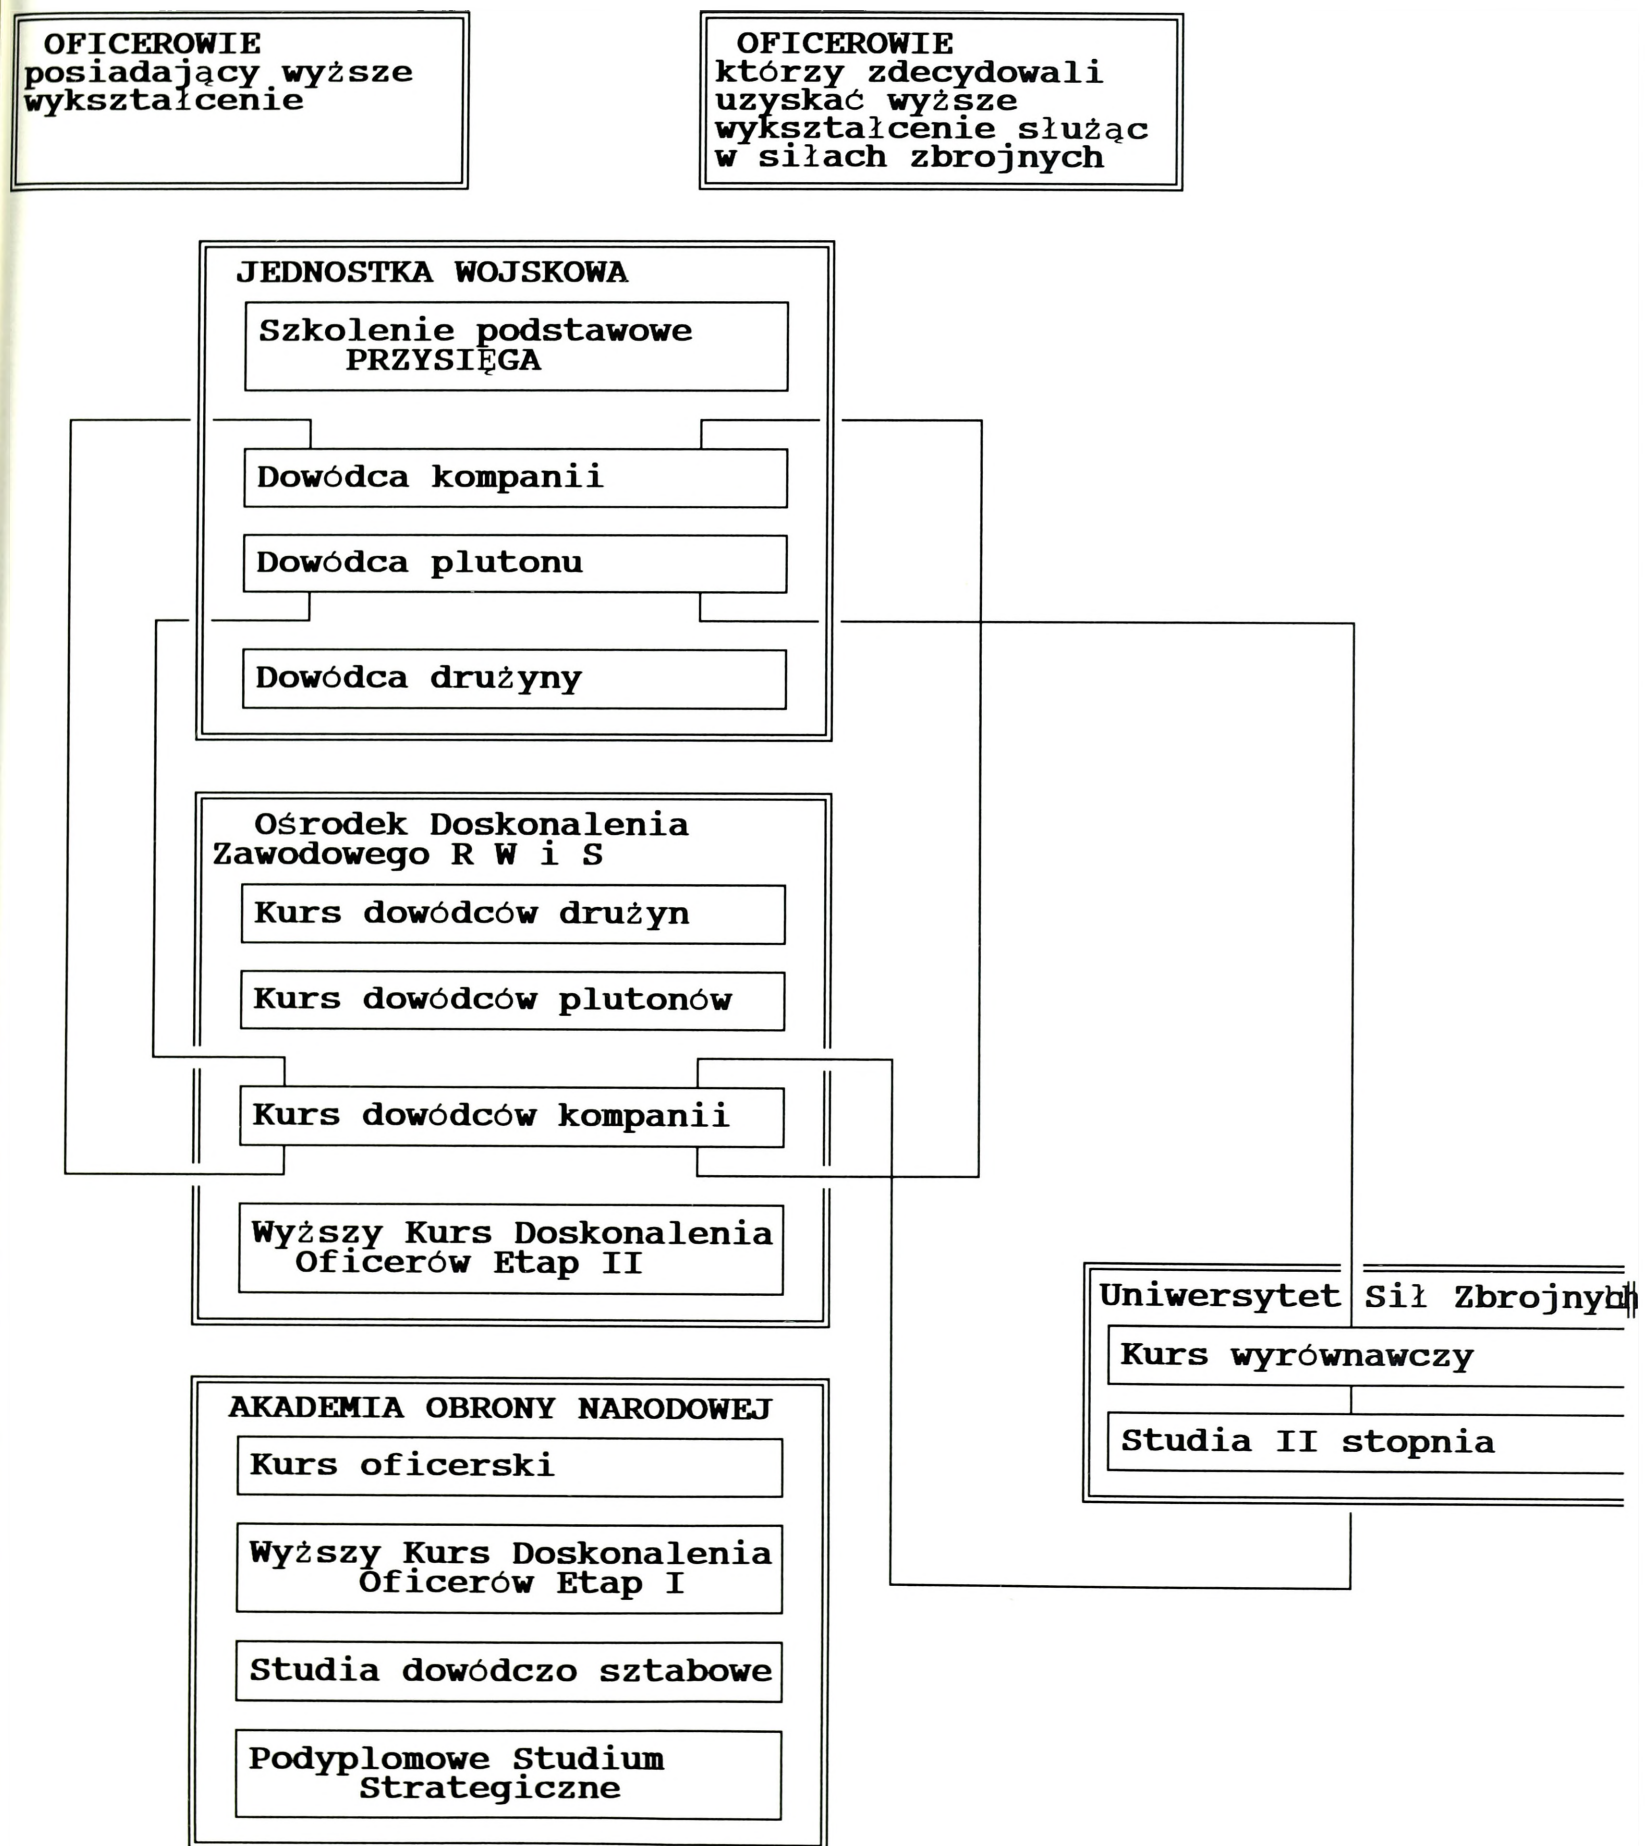 OFICEROWIE
posiadający wyższe
wykształcenie
OFICEROWIE
którzy zdecydowali
uzyskać wyższe
wykształcenie służąc
w siłach zbrojnych
JEDNOSTKA WOJSKOWA
Szkolenie podstawowe
PRZYSIĘGA
Dowódca kompanii
Dowódca plutonu
Dowódca drużyny
Ośrodek Doskonalenia
Zawodowego R W i S
Kurs dowódców drużyn
Kurs dowódców plutonów
Kurs dowódców kompanii
Wyższy Kurs Doskonalenia
Oficerów Etap II
Uniwersytet Sił Zbrojnych
Kurs wyrównawczy
Studia II stopnia
AKADEMIA OBRONY NARODOWEJ
Kurs oficerski
Wyższy Kurs Doskonalenia
Oficerów Etap I
Studia dowódczo sztabowe
Podyplomowe Studium
Strategiczne